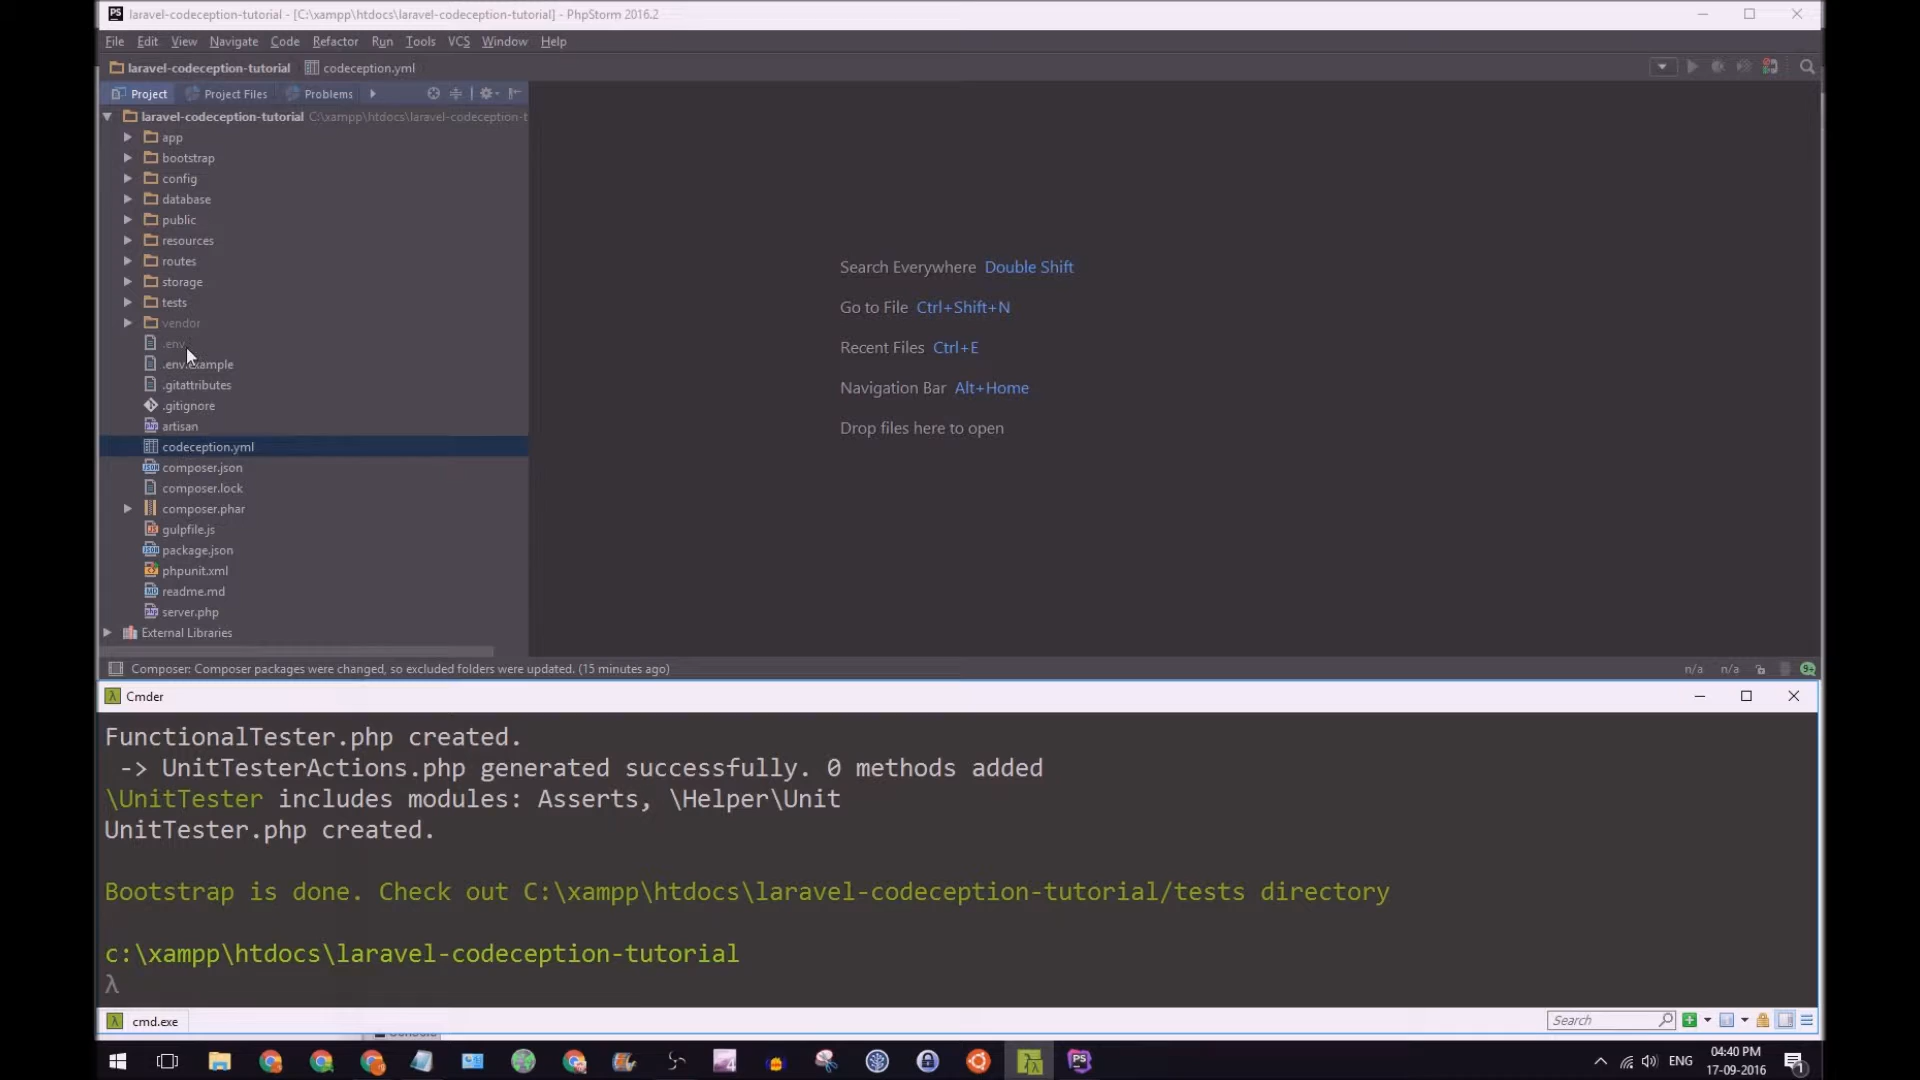 laravel-codeception-tutorial - [C:\xampp\htdocs\laravel-codeception-tutorial] - PhpStorm 2016.2
File Edit View Navigate Code Refactor Run Tools VCS Window Help
laravel-codeception-tutorial codeception.yml
Project Project Files Problems
laravel-codeception-tutorial C:\xampp\htdocs\laravel-codeception-t
app
bootstrap
config
database
public
resources
routes
storage
tests
vendor
.env
.env.example
.gitattributes
.gitignore
artisan
codeception.yml
composer.json
composer.lock
composer.phar
gulpfile.js
package.json
phpunit.xml
readme.md
server.php
External Libraries
Search Everywhere Double Shift
Go to File Ctrl+Shift+N
Recent Files Ctrl+E
Navigation Bar Alt+Home
Drop files here to open
Composer: Composer packages were changed, so excluded folders were updated. (15 minutes ago)
n/a n/a
Cmder
FunctionalTester.php created.
-> UnitTesterActions.php generated successfully. 0 methods added
\UnitTester includes modules: Asserts, \Helper\Unit
UnitTester.php created.
Bootstrap is done. Check out C:\xampp\htdocs\laravel-codeception-tutorial/tests directory
c:\xampp\htdocs\laravel-codeception-tutorial
λ
cmd.exe
Search
ENG
04:40 PM
17-09-2016